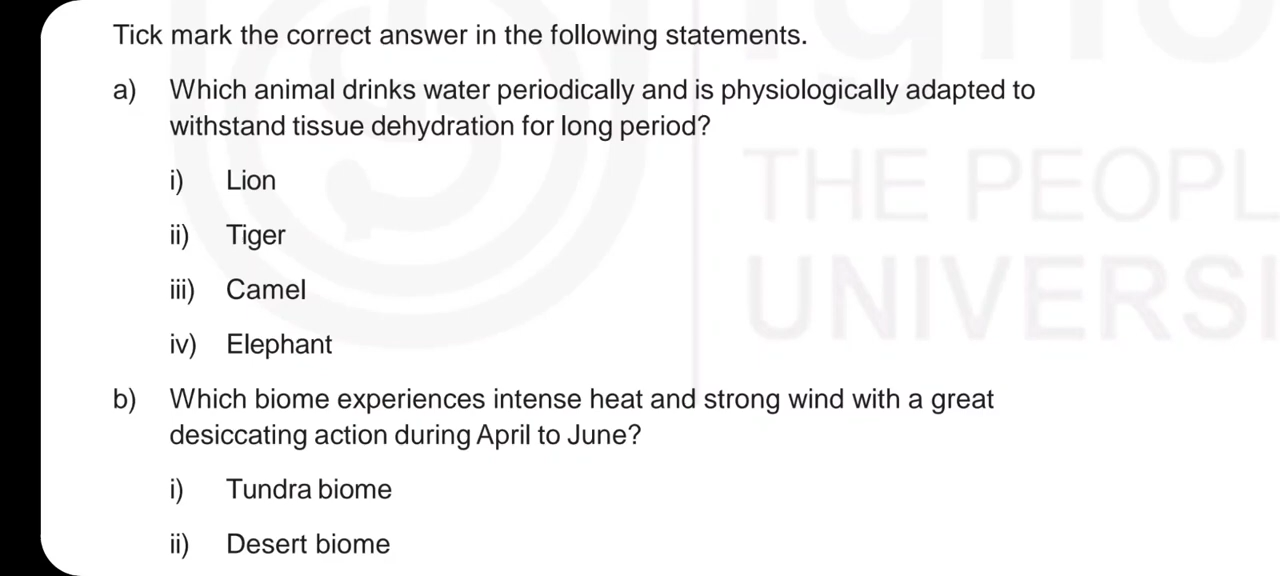 Tick mark the correct answer in the following statements.
a) Which animal drinks water periodically and is physiologically adapted to
withstand tissue dehydration for long period?
i) Lion
ii) Tiger
iii) Camel
iv) Elephant
b) Which biome experiences intense heat and strong wind with a great
desiccating action during April to June?
i) Tundra biome
ii) Desert biome
THE PEOPL
UNIVERSI